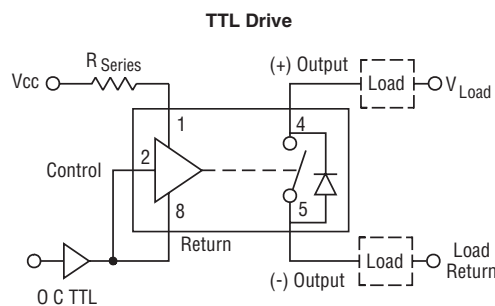 TTL Drive
R Series
Vcc
(+) Output
Load
V Load
1
4
Control
2
8
5
Return
Load
Load
Return
(-) Output
O C TTL